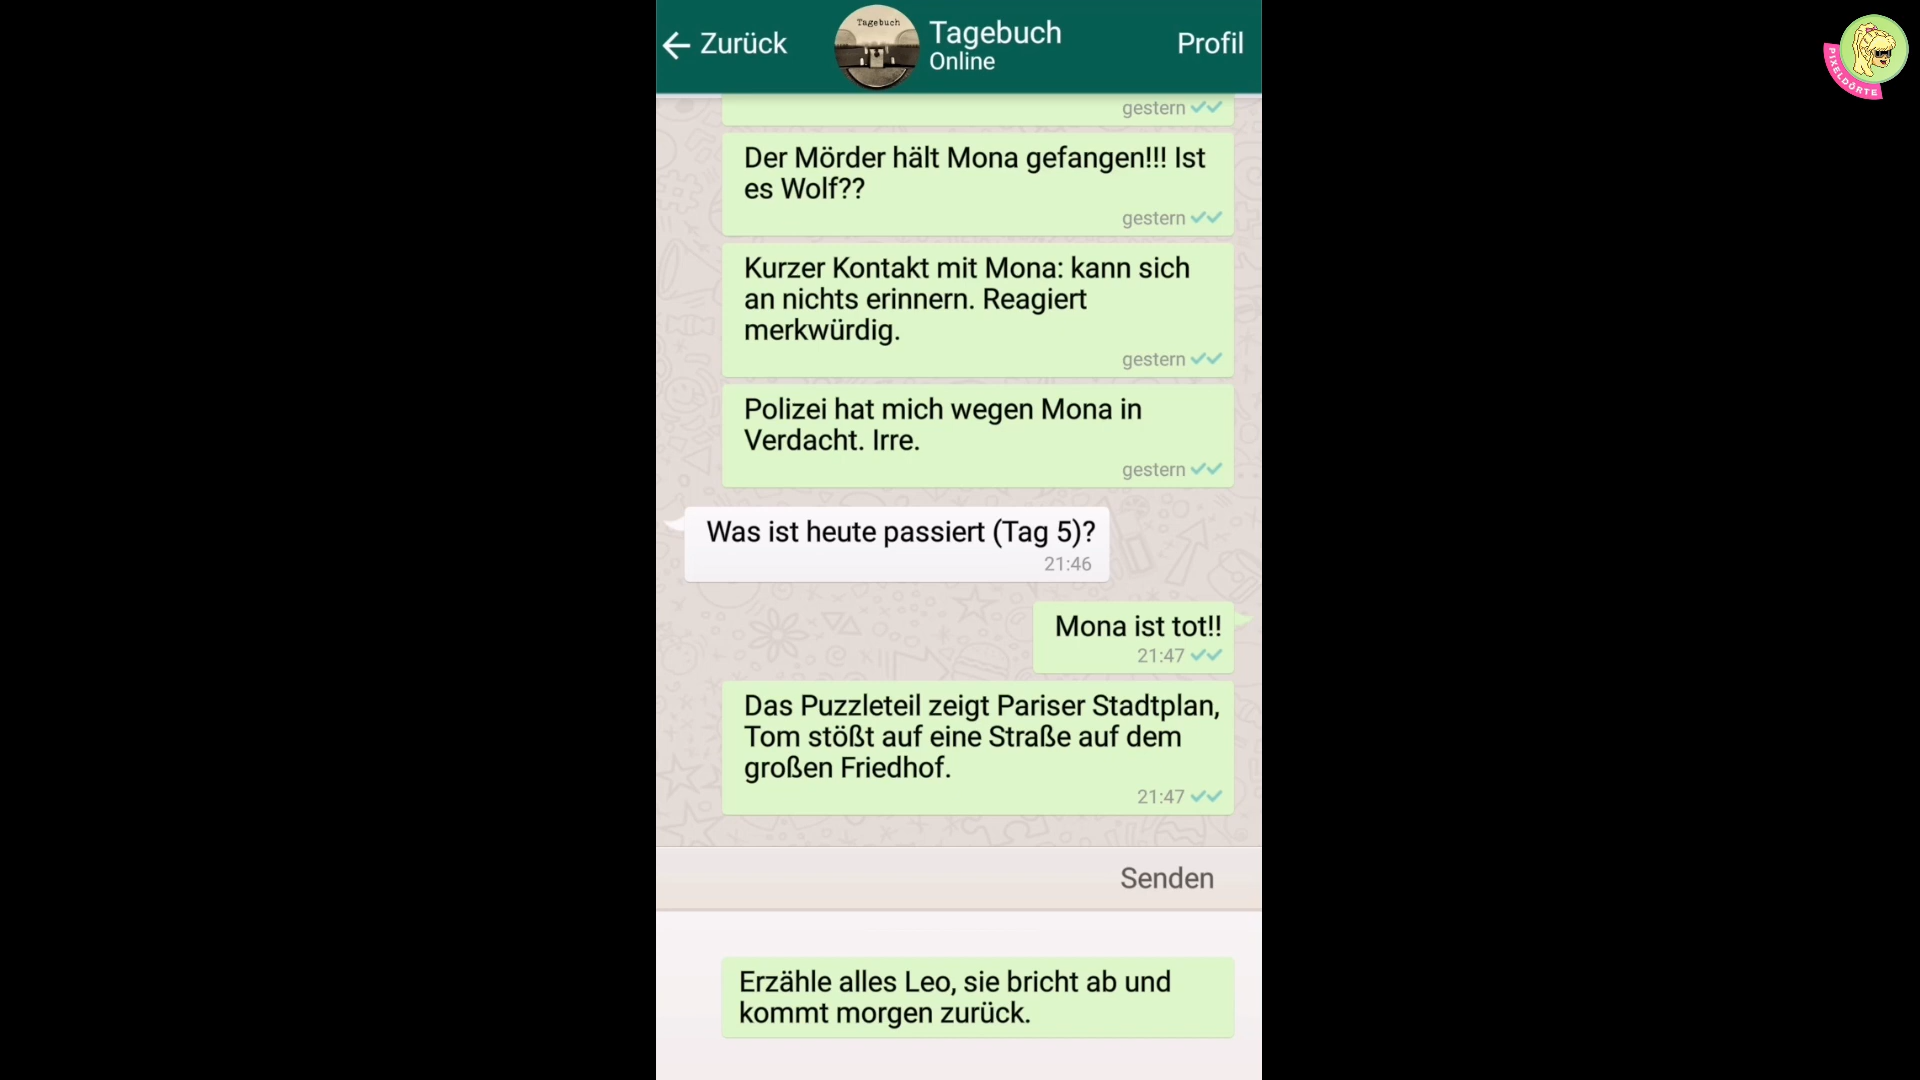 Zurück
Tagebuch
Tagebuch
Online
Profil
PIXELDÖRTE
gestern
Der Mörder hält Mona gefangen!!! Ist
es Wolf??
gestern
Kurzer Kontakt mit Mona: kann sich
an nichts erinnern. Reagiert
merkwürdig.
gestern
Polizei hat mich wegen Mona in
Verdacht. Irre.
gestern
Was ist heute passiert (Tag 5)?
21:46
Mona ist tot!!
21:47
Das Puzzleteil zeigt Pariser Stadtplan,
Tom stößt auf eine Straße auf dem
großen Friedhof.
21:47
Senden
Erzähle alles Leo, sie bricht ab und
kommt morgen zurück.